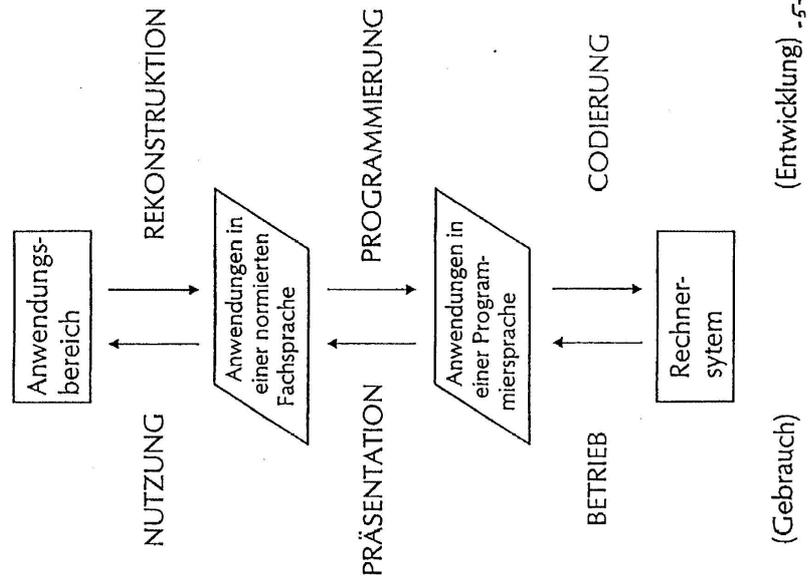 Anwendungs-
bereich
NUTZUNG
REKONSTRUKTION
Anwendungen in
einer normierten
Fachsprache
PRÄSENTATION
PROGRAMMIERUNG
Anwendungen in
einer Program-
miersprache
BETRIEB
CODIERUNG
Rechner-
sytem
(Gebrauch)
(Entwicklung)
-5-